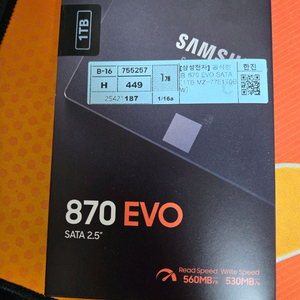 1TB
SAMSUNG
B-16 755257
H 449
25421187 1/16a
1개
[삼성전자] 
870 EVO SATA
한진
870 EVO
SATA 2.5"
Read Speed Write Speed
560MB/s 530MB/s